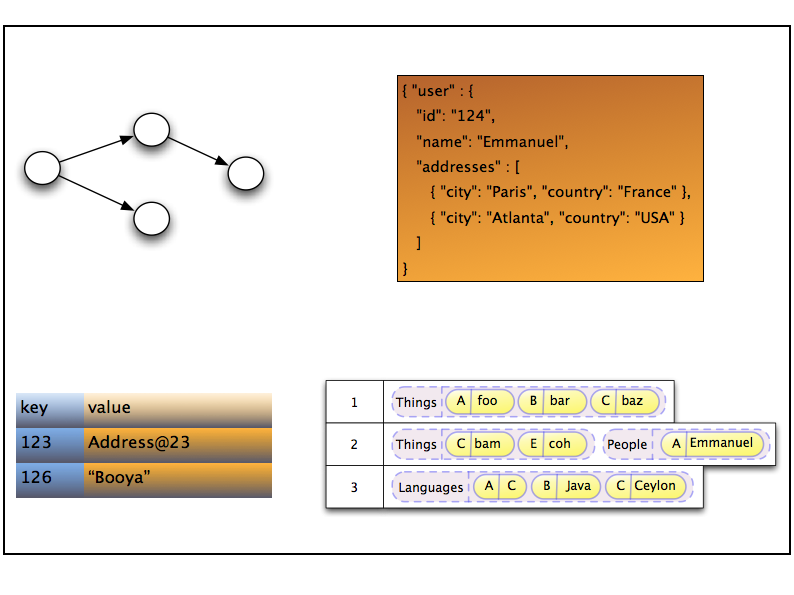 { "user" : {
"id": "124",
"name": "Emmanuel",
"addresses" : [
{ "city": "Paris", "country": "France" },
{ "city": "Atlanta", "country": "USA" }
]
}
key value
123 Address@23
126 “Booya”
1 Things A foo B bar C baz
2 Things C bam E coh People A Emmanuel
3 Languages A C B Java C Ceylon